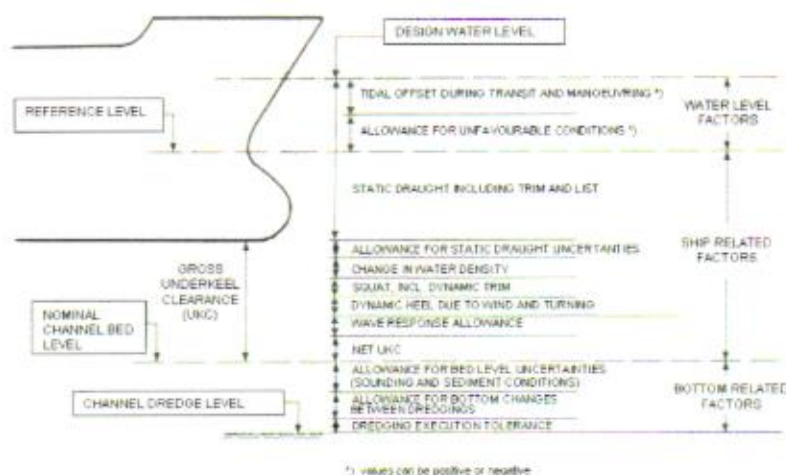 DESIGN WATER LEVEL
TIDAL OFFSET DURING TRANSIT AND MANOEUVRING *)
WATER LEVEL
FACTORS
REFERENCE LEVEL
ALLOWANCE FOR UNFAVOURABLE CONDITIONS *)
STATIC DRAUGHT INCLUDING TRIM AND LIST
SHIP RELATED
FACTORS
GROSS
UNDERKEEL
CLEARANCE
(UKC)
ALLOWANCE FOR STATIC DRAUGHT UNCERTANTIES
CHANGE IN WATER DENSITY
SQUAT, INCL. DYNAMIC TRIM
DYNAMIC HEEL DUE TO WIND AND TURNING
WAVE RESPONSE ALLOWANCE
NET UKC
NOMINAL
CHANNEL BED
LEVEL
ALLOWANCE FOR BED LEVEL UNCERTAINTIES
(SOUNDING AND SEDIMENT CONDITIONS)
ALLOWANCE FOR BOTTOM CHANGES
BETWEEN DREDGINGS
DREDGING EXECUTION TOLERANCE
BOTTOM RELATED
FACTORS
CHANNEL DREDGE LEVEL
*) values can be positive or negative